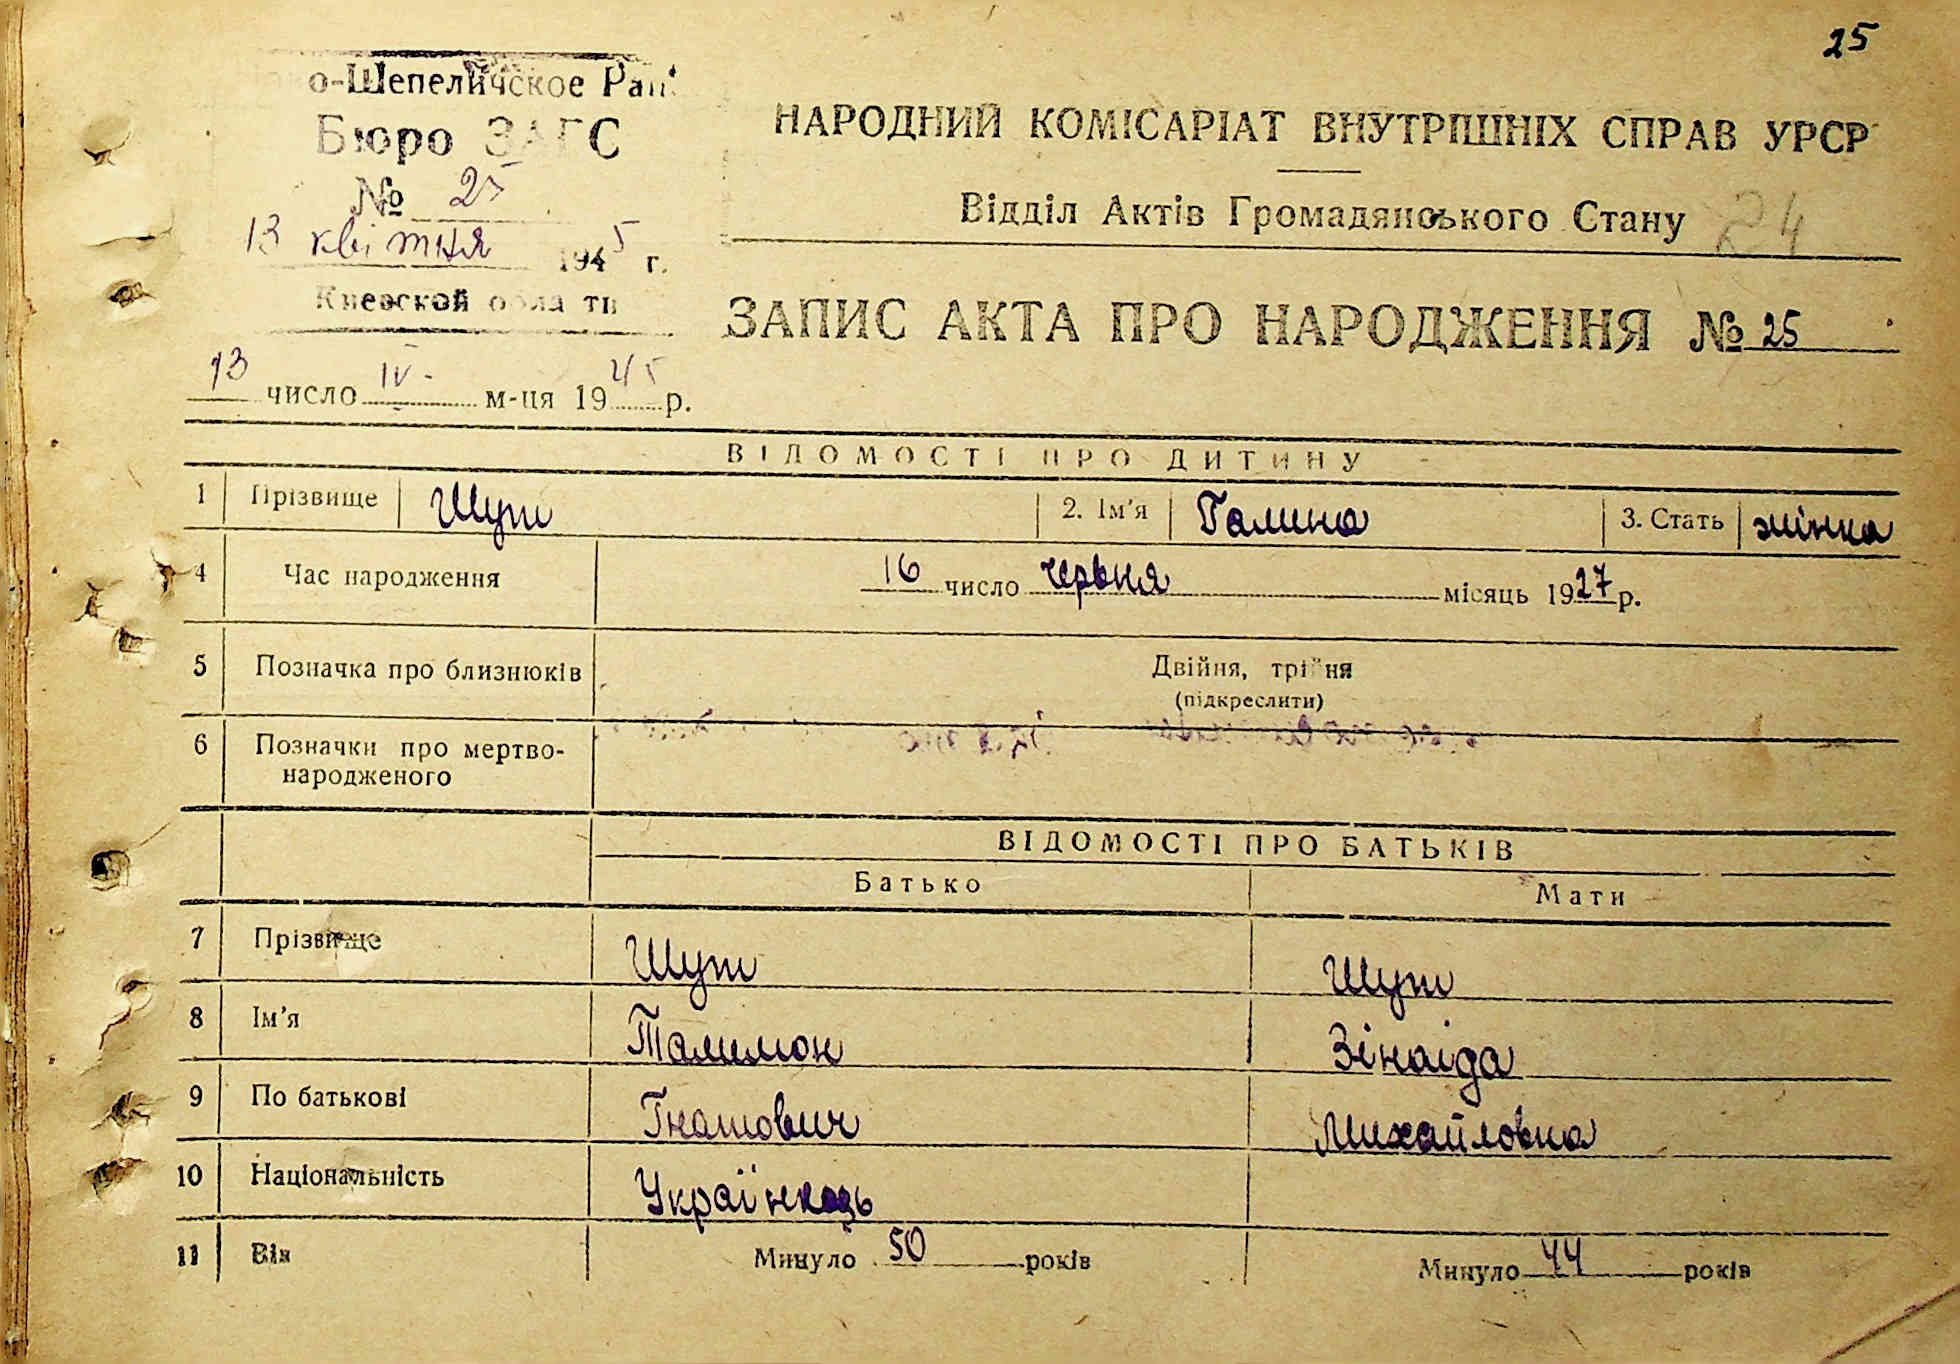 25
о-Шепеличское Рай
Бюро ЗАГС
№ 25
13 квітня 1945 г.
Киевской области
НАРОДНИЙ КОМІСАРІАТ ВНУТРІШНІХ СПРАВ УРСР
Відділ Актів Громадянського Стану 24
ЗАПИС АКТА ПРО НАРОДЖЕННЯ № 25
13 число IV - м-ця 1945 р.
ВІДОМОСТІ ПРО ДИТИНУ
1 Прізвище Шут 2. Ім'я Галина 3. Стать жінка
4 Час народження 16 число червня місяць 1927 р.
5 Позначка про близнюків Двійня, трійня
(підкреслити)
6 Позначки про мертво-
народженого
ВІДОМОСТІ ПРО БАТЬКІВ
Батько Мати
7 Прізвище Шут Шут
8 Ім'я Талимон Зінаіда
9 По батькові Гнатович Михайловна
10 Національність
11 Вік Минуло 50 років Минуло 44 років